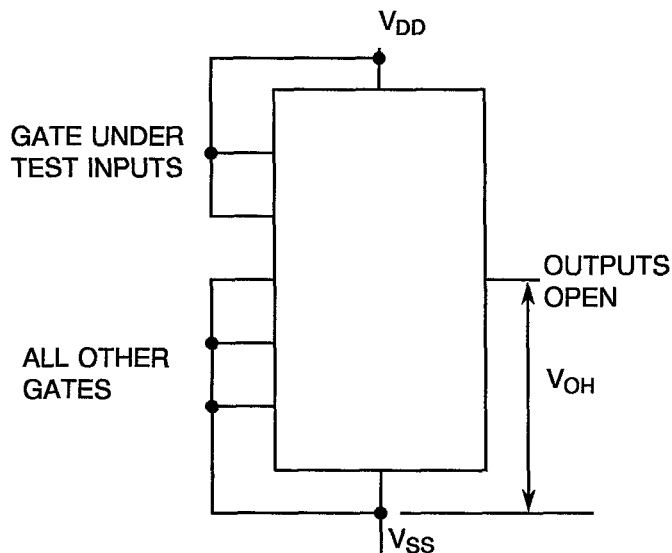 VDD
GATE UNDER
TEST INPUTS
OUTPUTS
OPEN
ALL OTHER
GATES
VOH
VSS